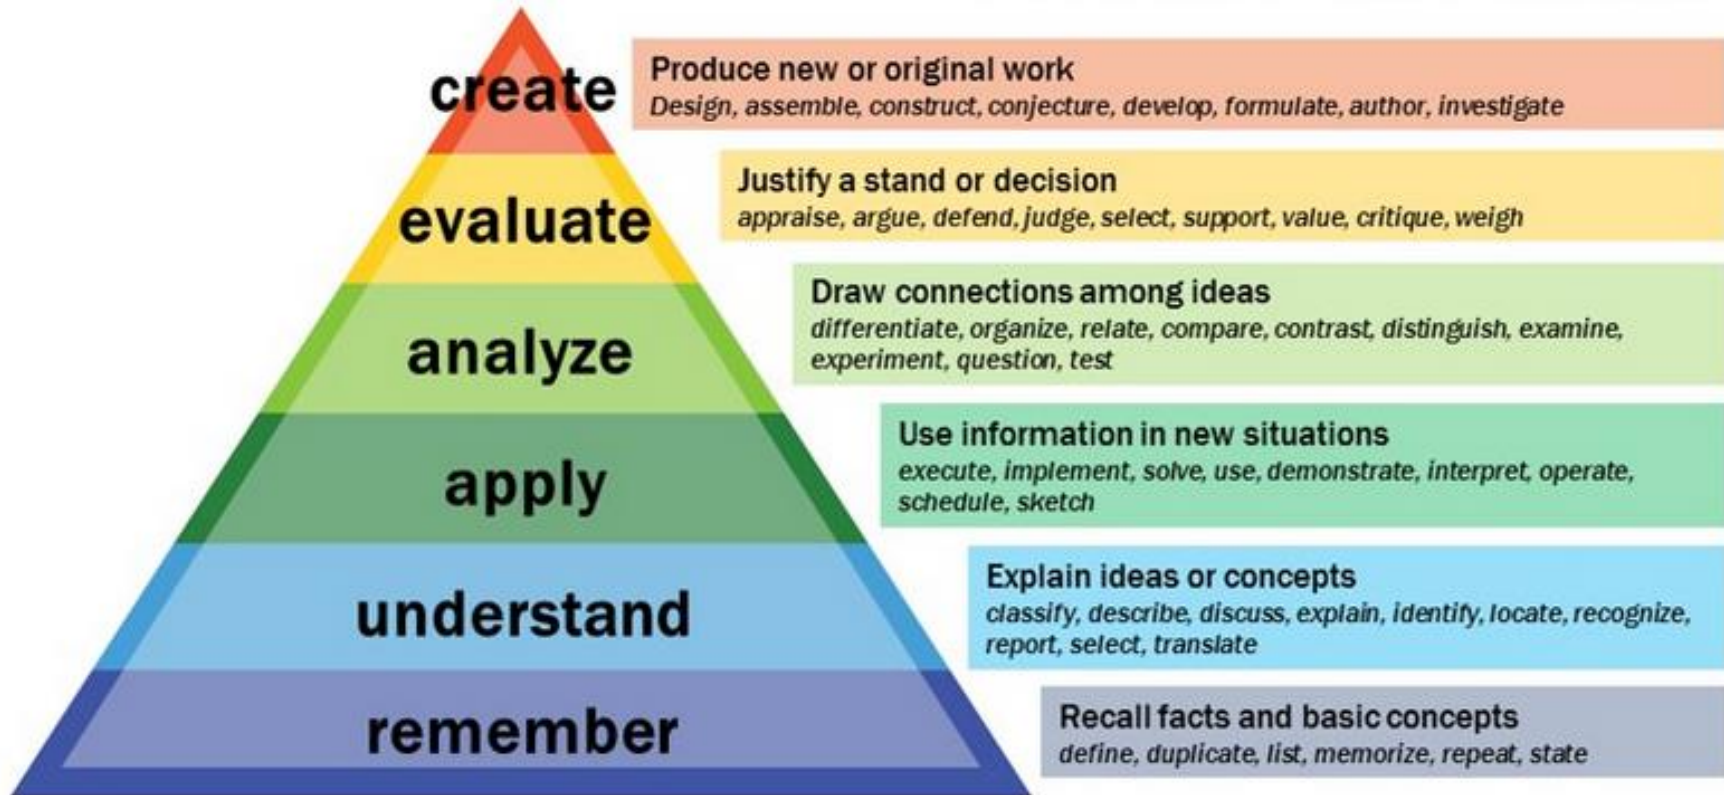 create
Produce new or original work
Design, assemble, construct, conjecture, develop, formulate, author, investigate
evaluate
Justify a stand or decision
appraise, argue, defend, judge, select, support, value, critique, weigh
analyze
Draw connections among ideas
differentiate, organize, relate, compare, contrast, distinguish, examine,
experiment, question, test
apply
Use information in new situations
execute, implement, solve, use, demonstrate, interpret, operate,
schedule, sketch
understand
Explain ideas or concepts
classify, describe, discuss, explain, identify, locate, recognize,
report, select, translate
remember
Recall facts and basic concepts
define, duplicate, list, memorize, repeat, state